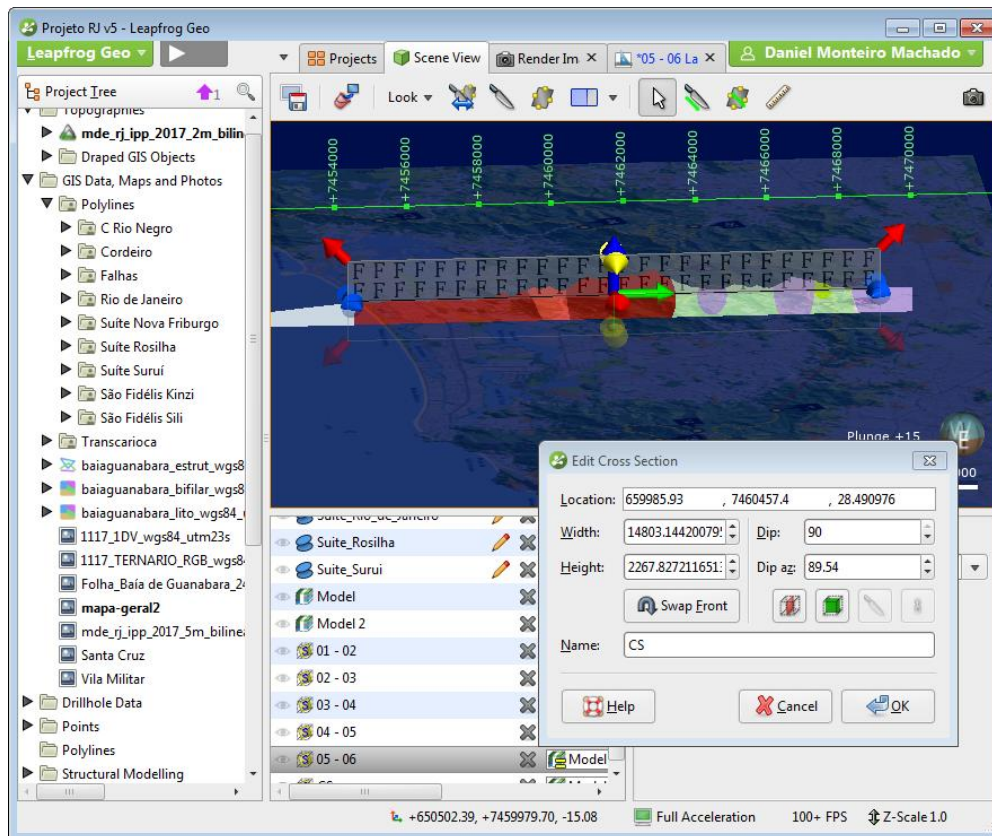 Projeto RJ v5 - Leapfrog Geo
Leapfrog Geo
Projects
Scene View
Render Im
*05 - 06 La
Daniel Monteiro Machado
Project Tree
1
Look
Topographies
mde_rj_ipp_2017_2m_bilin
Draped GIS Objects
GIS Data, Maps and Photos
Polylines
C Rio Negro
Cordeiro
Falhas
Rio de Janeiro
Suíte Nova Friburgo
Suíte Rosilha
Suíte Suruí
São Fidélis Kinzi
São Fidélis Sili
Transcarioca
baiaguanabara_estrut_wgs8
baiaguanabara_bifilar_wgs8
baiaguanabara_lito_wgs84_u
1117_1DV_wgs84_utm23s
1117_TERNARIO_RGB_wgs84
Folha_Baía de Guanabara_24
mapa-geral2
mde_rj_ipp_2017_5m_biline
Santa Cruz
Vila Militar
Drillhole Data
Points
Polylines
Structural Modelling
+7454000
+7456000
+7458000
+7460000
+7462000
+7464000
+7466000
+7468000
+7470000
F F F F F F F F F F F F F F F F F F F F F F F F F F
F F F F F F F F F F F F F F F F F F F F F F F F F F
Plunge +15
E
000
Suite_Rio_de_Janeiro
Suite_Rosilha
Suite_Surui
Model
Model 2
01 - 02
02 - 03
03 - 04
04 - 05
05 - 06
Model
Edit Cross Section
Location: 659985.93 , 7460457.4 , 28.490976
Width: 14803.14420079 Dip: 90
Height: 2267.827211651 Dip az: 89.54
Swap Front
Name: CS
Help
Cancel
OK
+650502.39, +7459979.70, -15.08
Full Acceleration
100+ FPS
Z-Scale 1.0